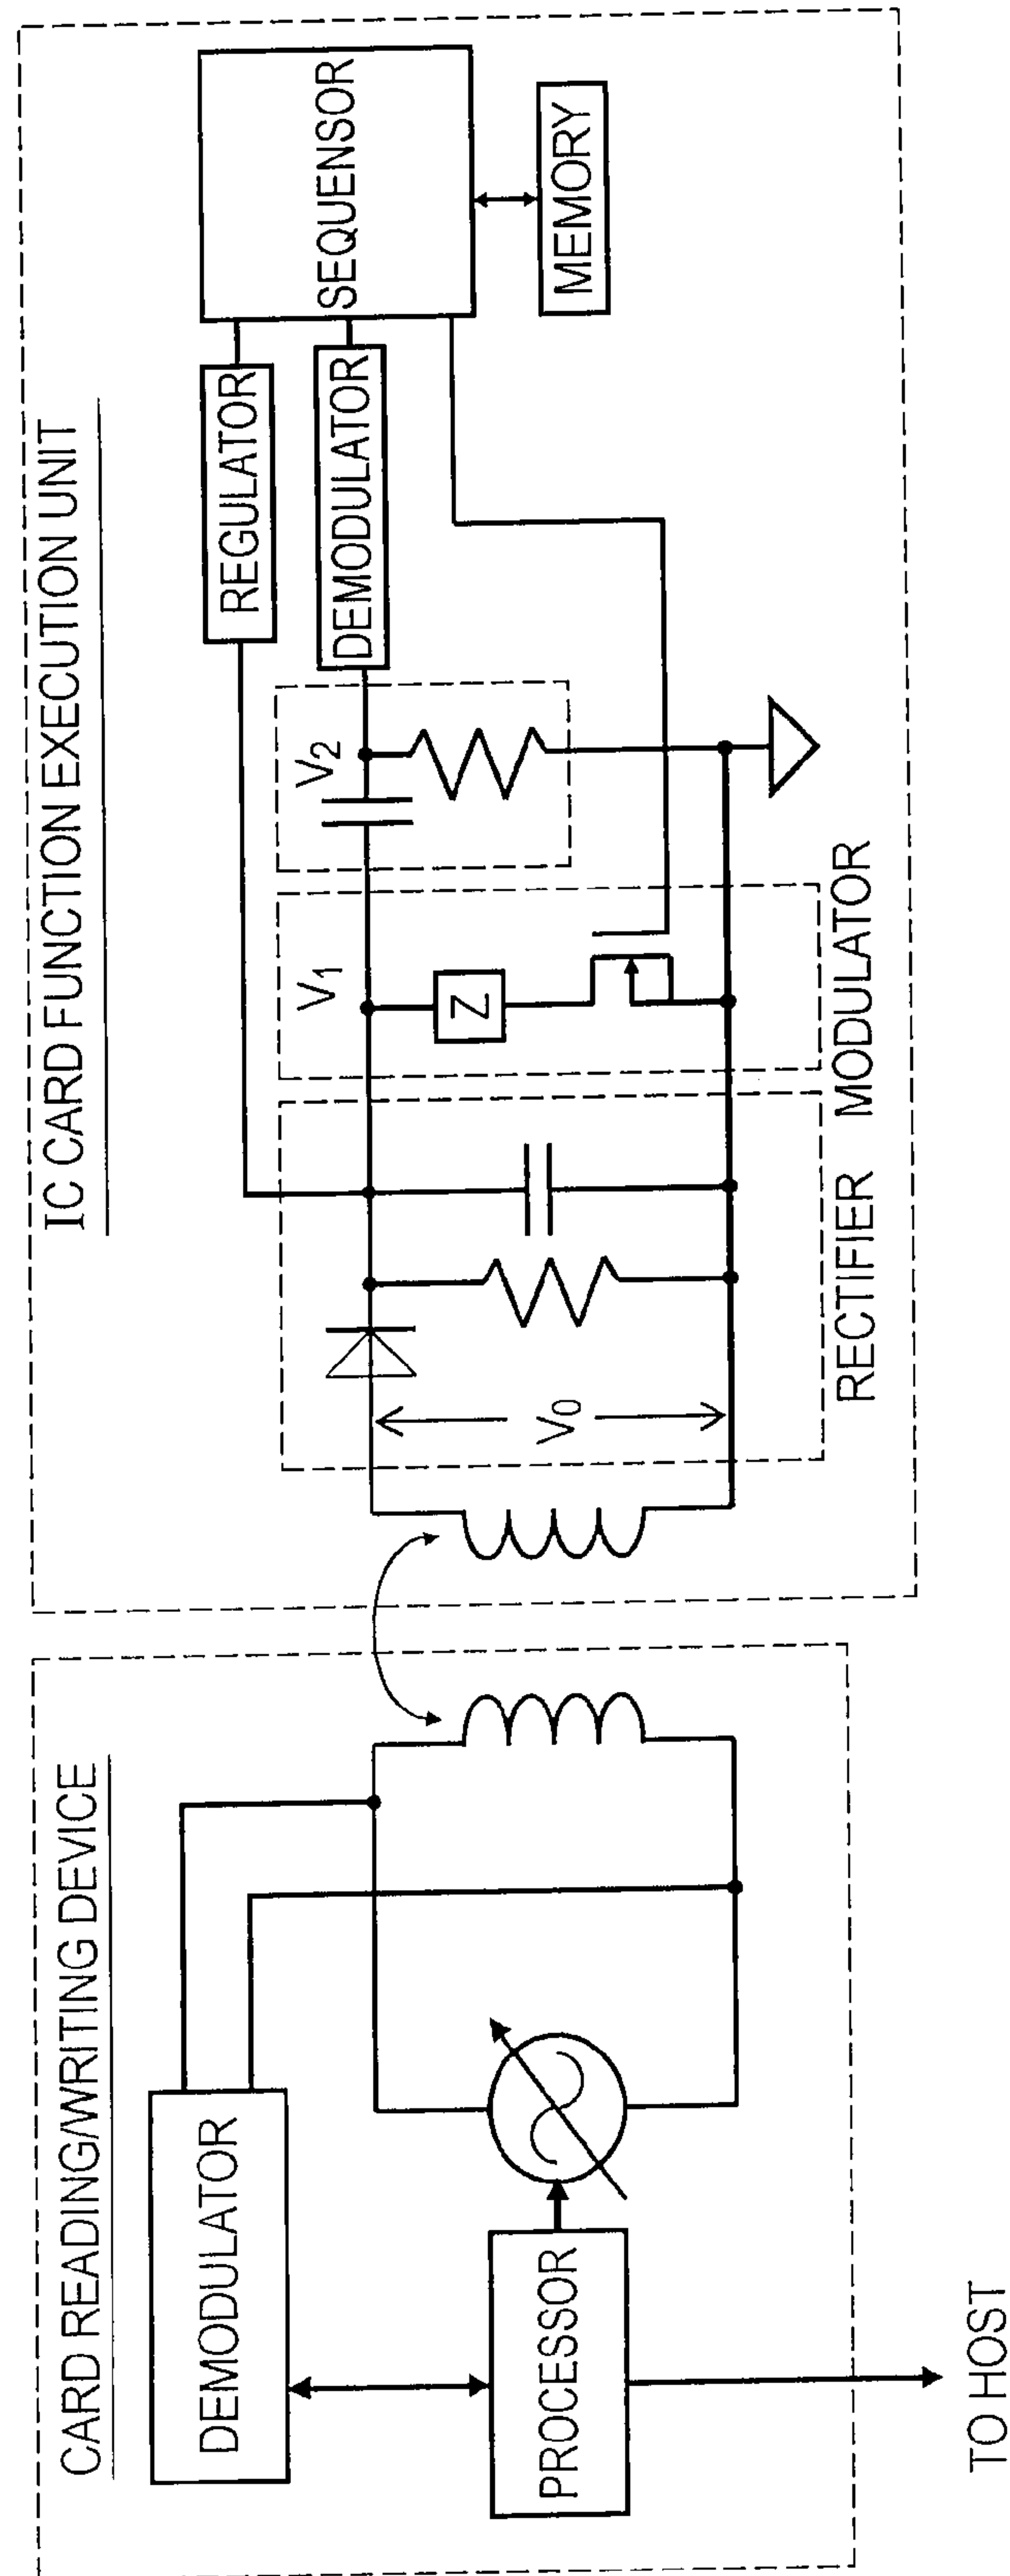 CARD READING/WRITING DEVICE
DEMODULATOR
PROCESSOR
TO HOST
IC CARD FUNCTION EXECUTION UNIT
REGULATOR
SEQUENSOR
DEMODULATOR
MEMORY
V0
V1
Z
V2
RECTIFIER
MODULATOR